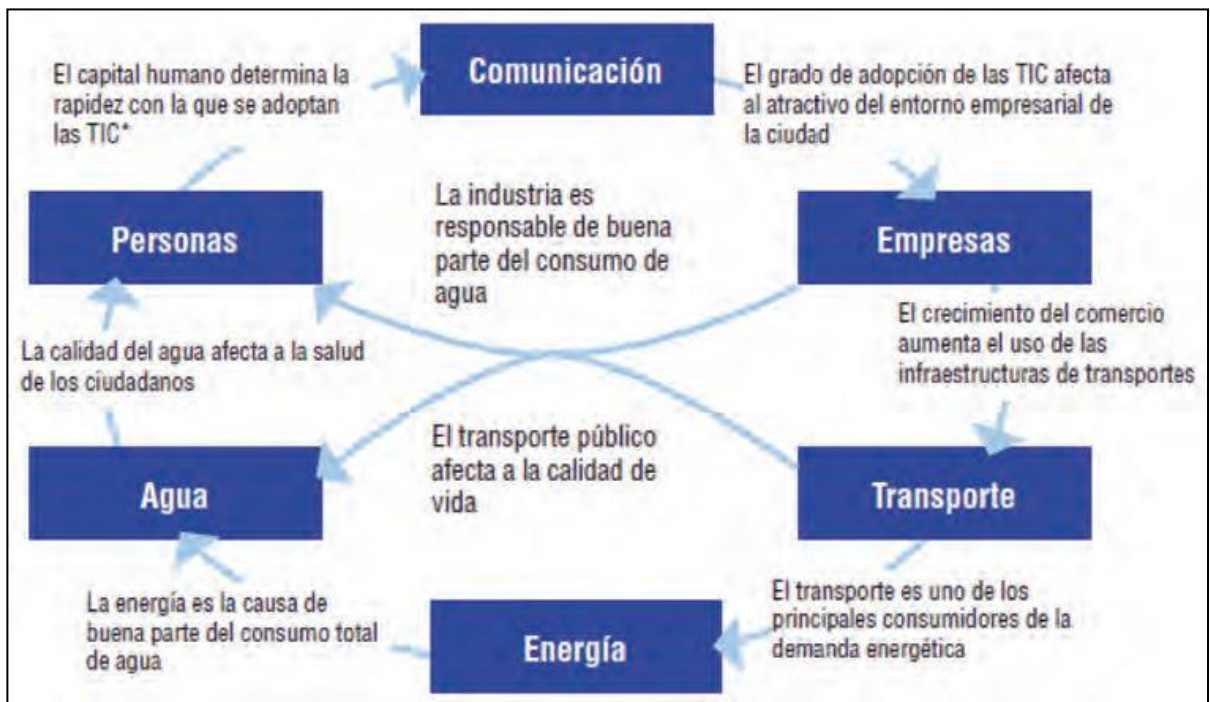 Comunicación
El capital humano determina la
rapidez con la que se adoptan
las TIC*
El grado de adopción de las TIC afecta
al atractivo del entorno empresarial de
la ciudad
La industria es
responsable de buena
parte del consumo de
agua
Personas
Empresas
El crecimiento del comercio
aumenta el uso de las
infraestructuras de transportes
La calidad del agua afecta a la salud
de los ciudadanos
El transporte público
afecta a la calidad de
vida
Agua
Transporte
La energía es la causa de
buena parte del consumo total
de agua
Energía
El transporte es uno de los
principales consumidores de la
demanda energética